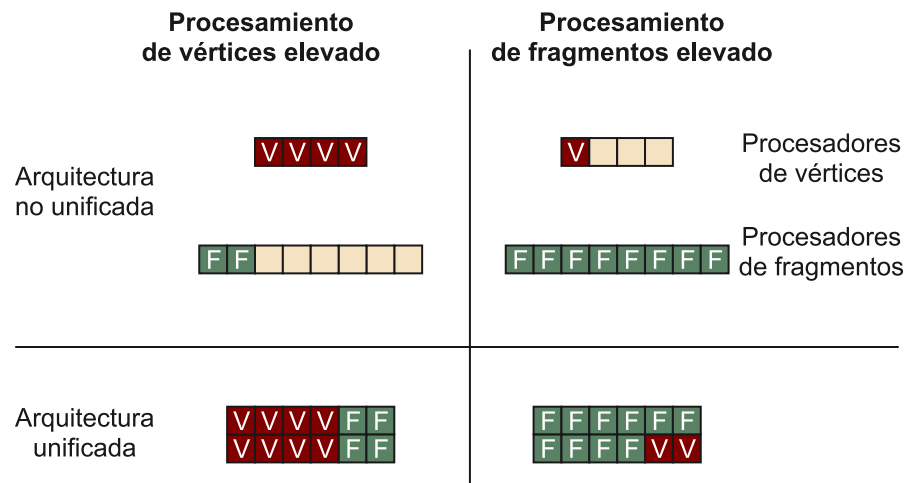 Procesamiento
de vértices elevado
Procesamiento
de fragmentos elevado
Arquitectura
no unificada
V V V V
V
Procesadores
de vértices
F F
F F F F F F F F
Procesadores
de fragmentos
Arquitectura
unificada
V V V V F F
V V V V F F
F F F F F F
F F F F V V